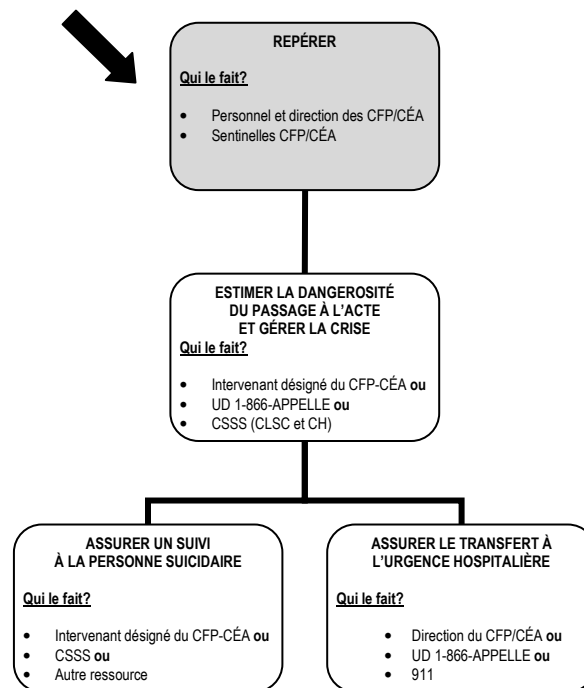 REPÉRER
Qui le fait?
• Personnel et direction des CFP/CÉA
• Sentinelles CFP/CÉA
ESTIMER LA DANGEROSITÉ
DU PASSAGE À L'ACTE
ET GÉRER LA CRISE
Qui le fait?
• Intervenant désigné du CFP-CÉA ou
• UD 1-866-APPELLE ou
• CSSS (CLSC et CH)
ASSURER UN SUIVI
À LA PERSONNE SUICIDAIRE
Qui le fait?
• Intervenant désigné du CFP-CÉA ou
• CSSS ou
• Autre ressource
ASSURER LE TRANSFERT À
L'URGENCE HOSPITALIÈRE
Qui le fait?
• Direction du CFP/CÉA ou
• UD 1-866-APPELLE ou
• 911